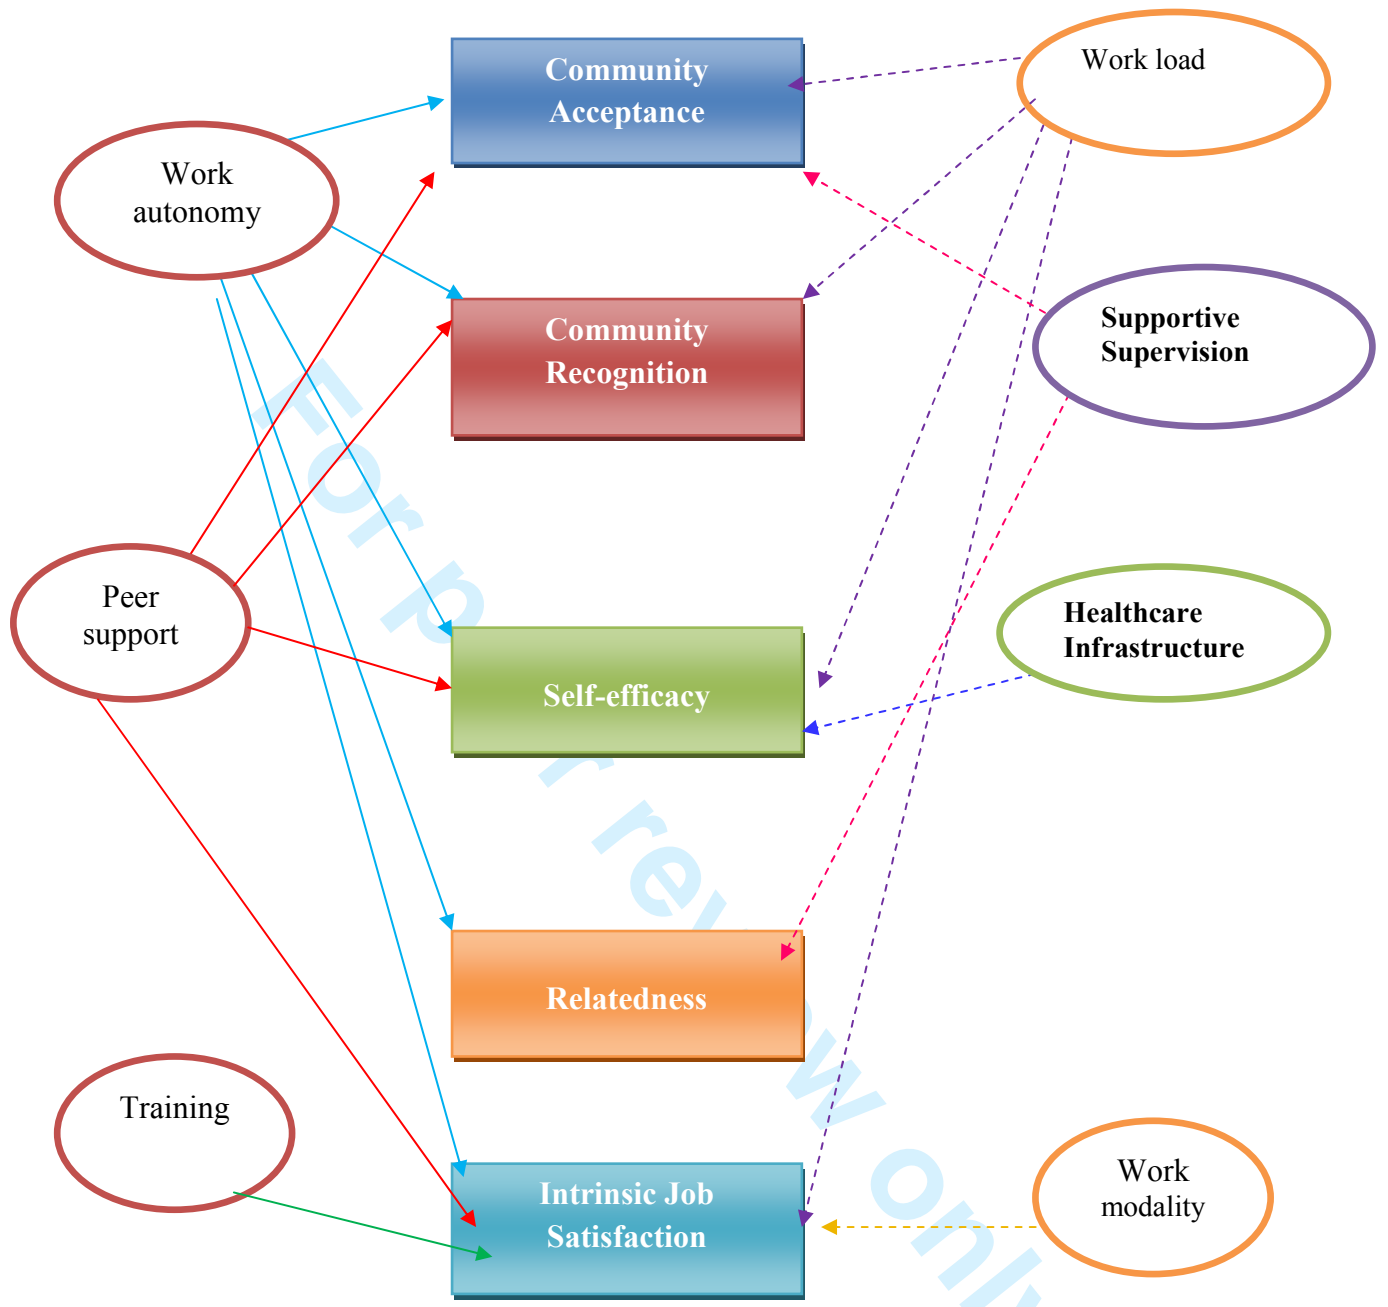 Community
Acceptance
Work load
Work
autonomy
Supportive
Supervision
Community
Recognition
Peer
support
Healthcare
Infrastructure
Self-efficacy
Relatedness
Training
Intrinsic Job
Satisfaction
Work
modality
For p r review only